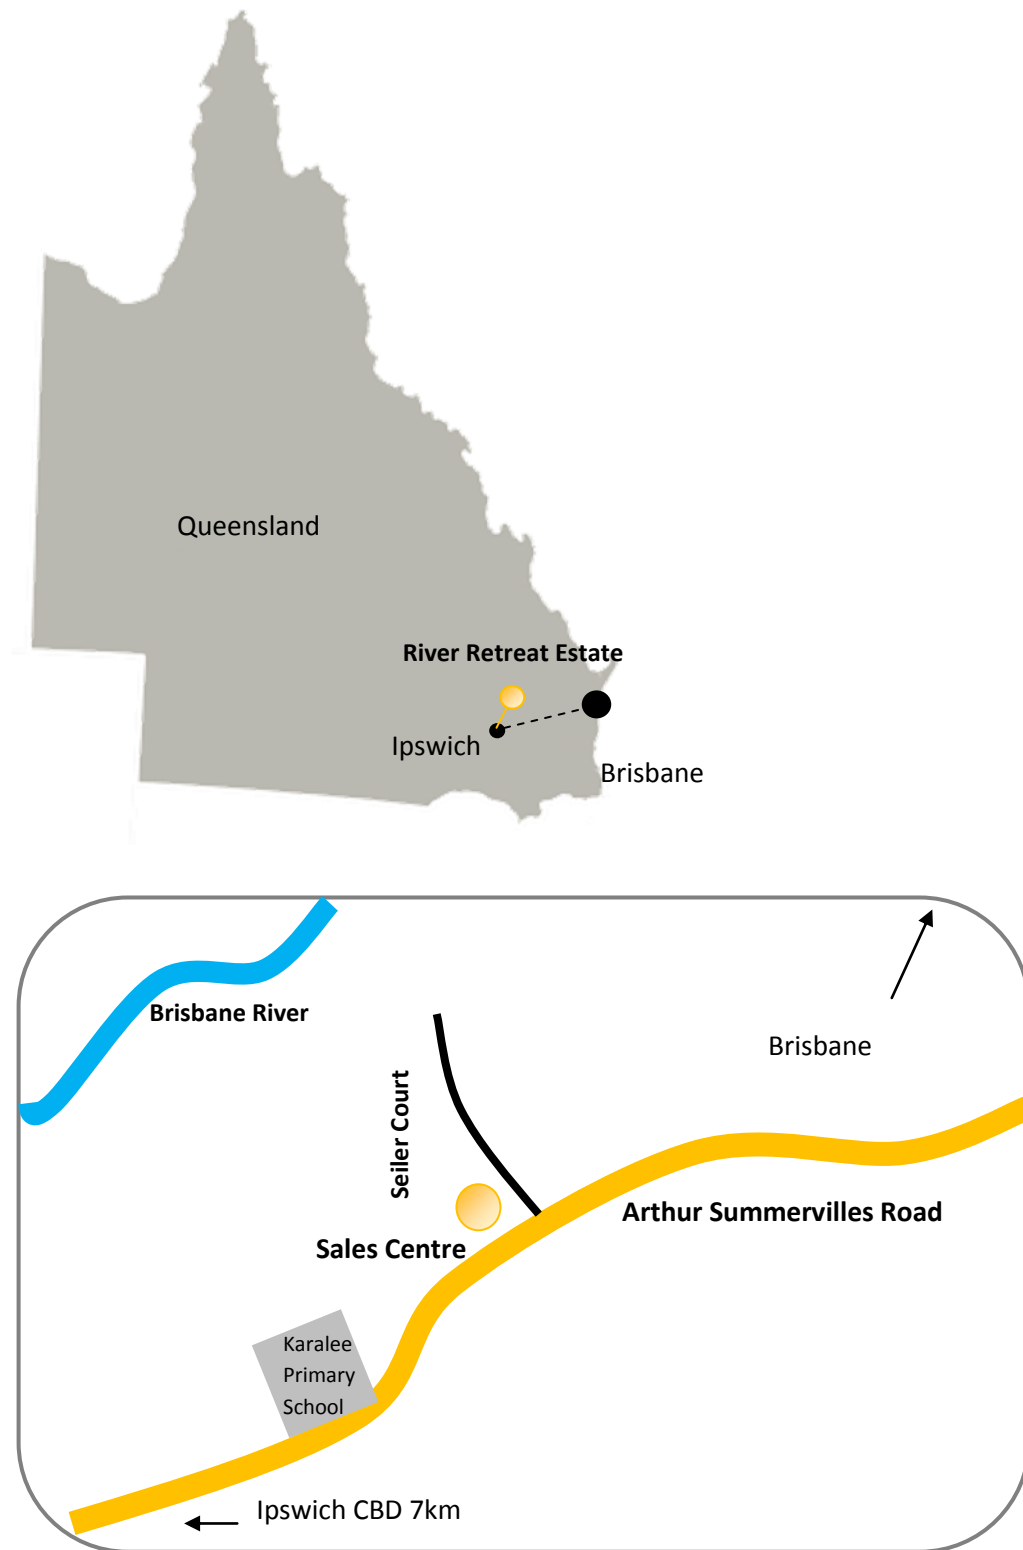 Queensland
River Retreat Estate
Ipswich
Brisbane
Brisbane River
Brisbane
Seiler Court
Arthur Summervilles Road
Sales Centre
Karalee
Primary
School
Ipswich CBD 7km